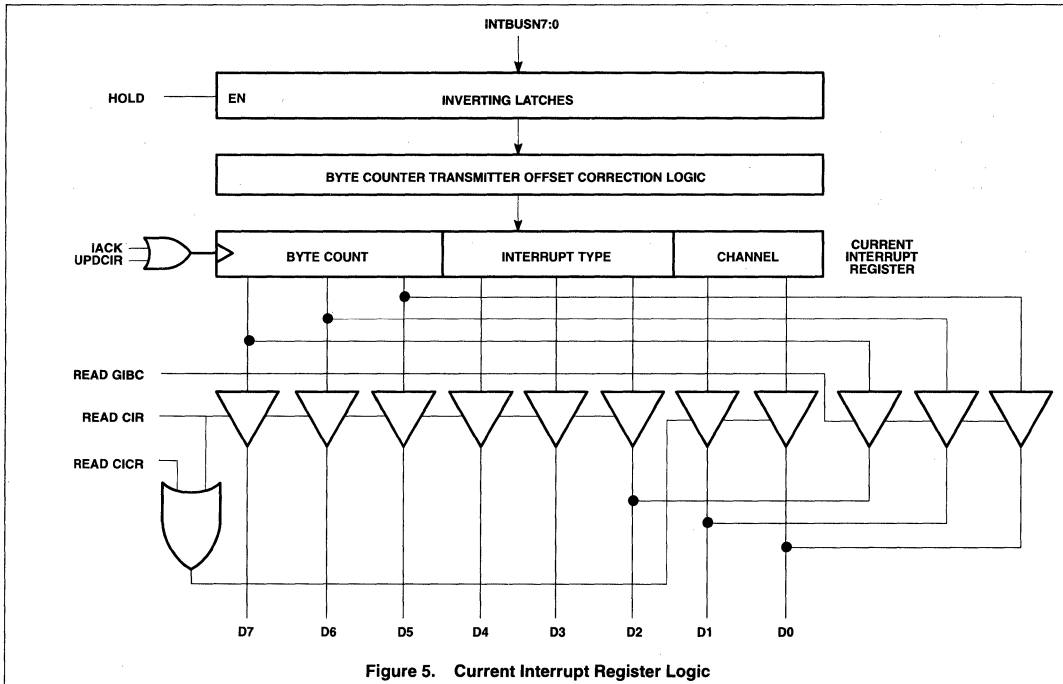 INTBUSN7:0
HOLD
EN
INVERTING LATCHES
BYTE COUNTER TRANSMITTER OFFSET CORRECTION LOGIC
IACK
UPDCIR
BYTE COUNT
INTERRUPT TYPE
CHANNEL
CURRENT
INTERRUPT
REGISTER
READ GIBC
READ CIR
READ CICR
D7 D6 D5 D4 D3 D2 D1 D0
Figure 5. Current Interrupt Register Logic